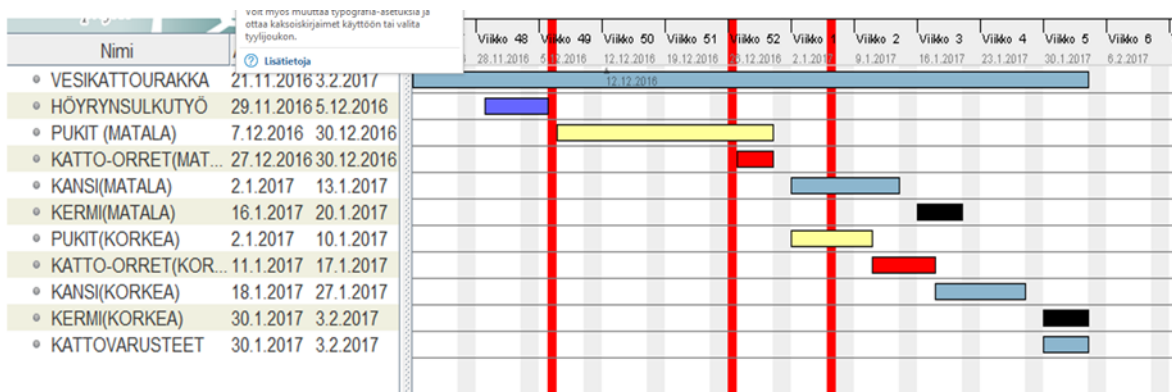 Voit myös muuttaa typografia-asetuksia ja
ottaa kaksoiskirjaimet käyttöön tai valita
tyylijoukon.
Lisätietoja
Nimi
Viikko 48 Viikko 49 Viikko 50 Viikko 51 Viikko 52 Viikko 1 Viikko 2 Viikko 3 Viikko 4 Viikko 5 Viikko 6
28.11.2016 5.12.2016 12.12.2016 19.12.2016 26.12.2016 2.1.2017 9.1.2017 16.1.2017 23.1.2017 30.1.2017 6.2.2017
VESIKATTOURAKKA 21.11.2016 3.2.2017 12.12.2016
HÖYRYNSULKUTYÖ 29.11.2016 5.12.2016
PUKIT (MATALA) 7.12.2016 30.12.2016
KATTO-ORRET(MAT... 27.12.2016 30.12.2016
KANSI(MATALA) 2.1.2017 13.1.2017
KERMI(MATALA) 16.1.2017 20.1.2017
PUKIT(KORKEA) 2.1.2017 10.1.2017
KATTO-ORRET(KOR... 11.1.2017 17.1.2017
KANSI(KORKEA) 18.1.2017 27.1.2017
KERMI(KORKEA) 30.1.2017 3.2.2017
KATTOVARUSTEET 30.1.2017 3.2.2017